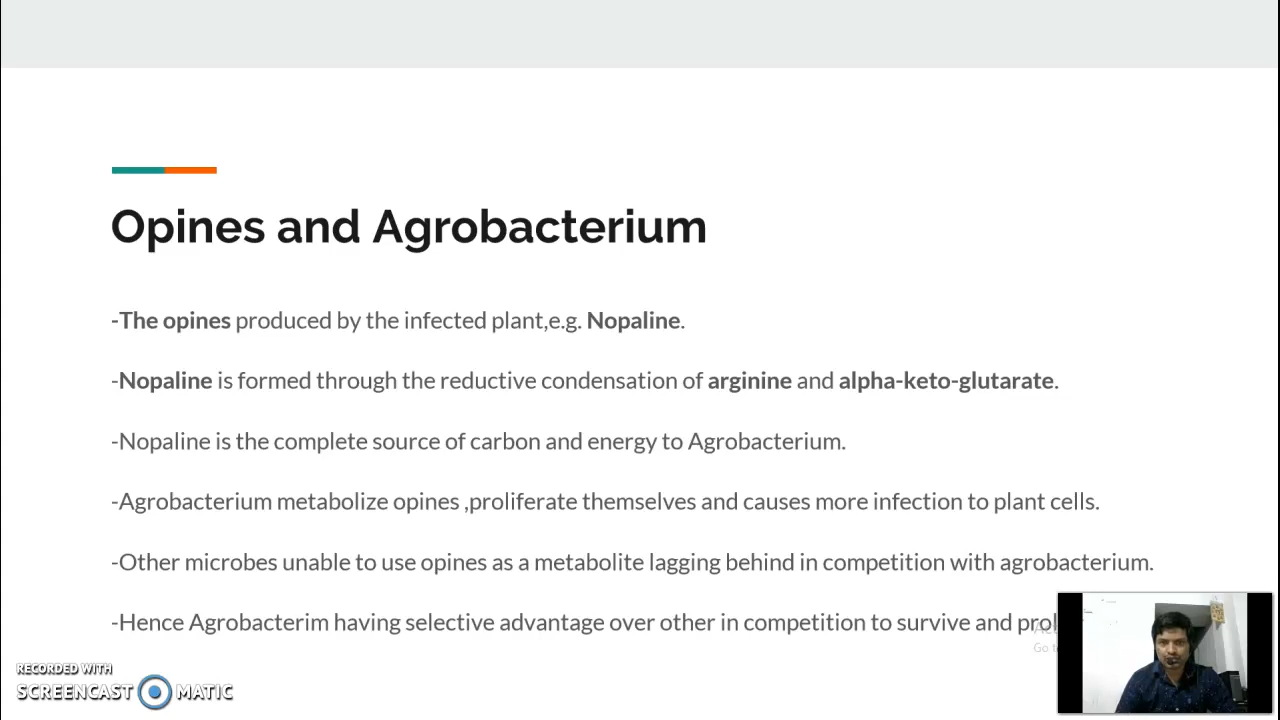 Opines and Agrobacterium
-The opines produced by the infected plant,e.g. Nopaline.
-Nopaline is formed through the reductive condensation of arginine and alpha-keto-glutarate.
-Nopaline is the complete source of carbon and energy to Agrobacterium.
-Agrobacterium metabolize opines ,proliferate themselves and causes more infection to plant cells.
-Other microbes unable to use opines as a metabolite lagging behind in competition with agrobacterium.
-Hence Agrobacterim having selective advantage over other in competition to survive and
Go
RECORDED WITH
SCREENCAST MATIC